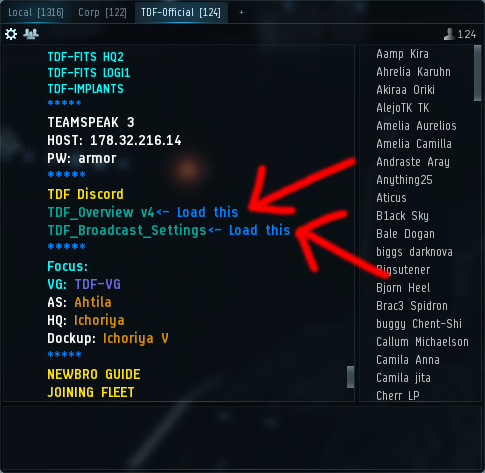 Local [1316] Corp [122] TDF-Official [124] +
124
TDF-FITS HQ2
TDF-FITS LOGI1
TDF-IMPLANTS
*****
TEAMSPEAK 3
HOST: 178.32.216.14
PW: armor
*****
TDF Discord
TDF_Overview v4<- Load this
TDF_Broadcast_Settings<- Load this
*****
Focus:
VG: TDF-VG
AS: Ahtila
HQ: Ichoriya
Dockup: Ichoriya V
*****
NEWBRO GUIDE
JOINING FLEET
Aamp Kira
Ahrelia Karuhn
Akiraa Oriki
AlejoTK TK
Amelia Aurelios
Amelia Camilla
Andraste Aray
Anything25
Aticus
B1ack Sky
Bale Dogan
biggs darknova
Bigsutener
Bjorn Heel
Brac3 Spidron
buggy Chent-Shi
Callum Michaelson
Camila Anna
Camila jita
Cherr LP